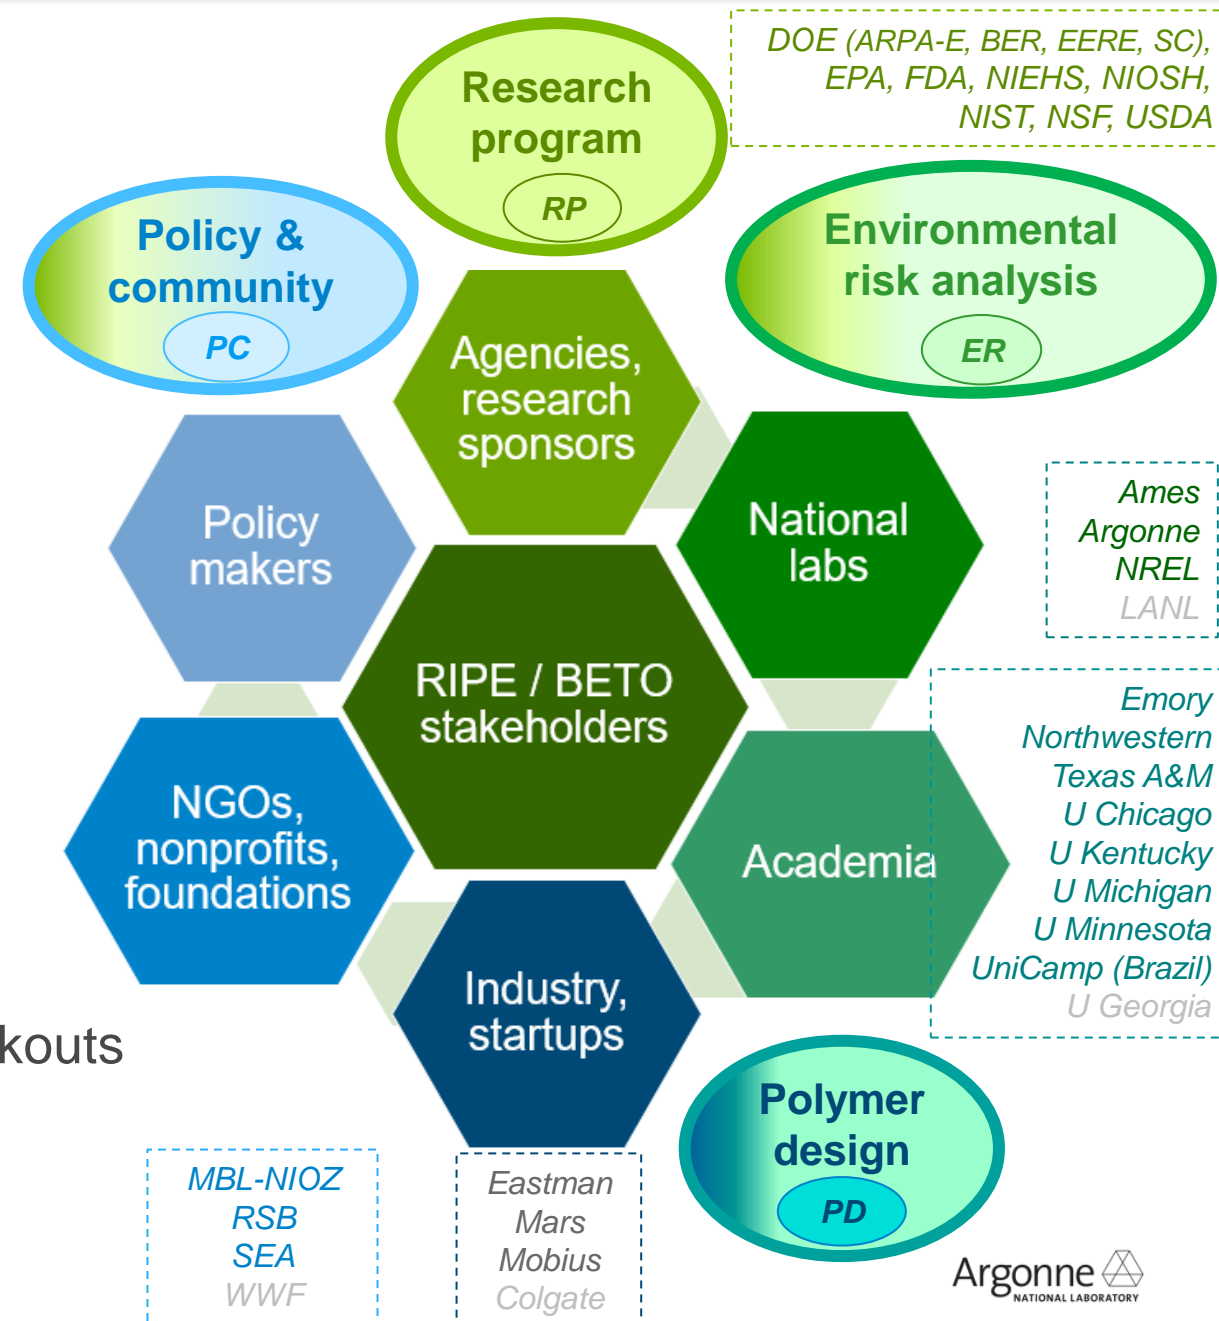 DOE (ARPA-E, BER, EERE, SC),
EPA, FDA, NIEHS, NIOSH,
NIST, NSF, USDA
Research
program
RP
Policy &
community
PC
Environmental
risk analysis
ER
Agencies,
research
sponsors
Policy
makers
National
labs
Ames
Argonne
NREL
LANL
RIPE / BETO
stakeholders
NGOs,
nonprofits,
foundations
Academia
Emory
Northwestern
Texas A&M
U Chicago
U Kentucky
U Michigan
U Minnesota
UniCamp (Brazil)
U Georgia
Industry,
startups
kouts
Polymer
design
PD
MBL-NIOZ
RSB
SEA
WWF
Eastman
Mars
Mobius
Colgate
Argonne
NATIONAL LABORATORY